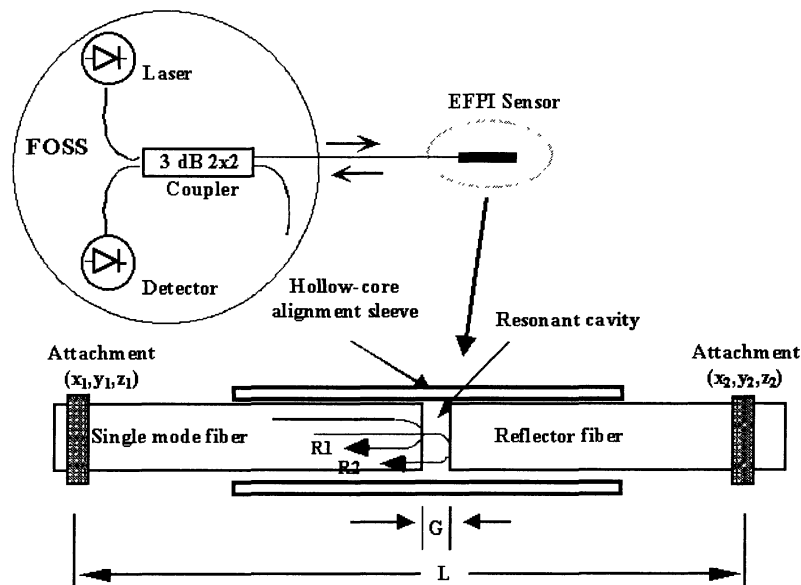 Laser
FOSS
3 dB 2x2
Coupler
Detector
EFPI Sensor
Hollow-core
alignment sleeve
Resonant cavity
Attachment
(x1,y1,z1)
Attachment
(x2,y2,z2)
Single mode fiber
Reflector fiber
R1
R2
G
L